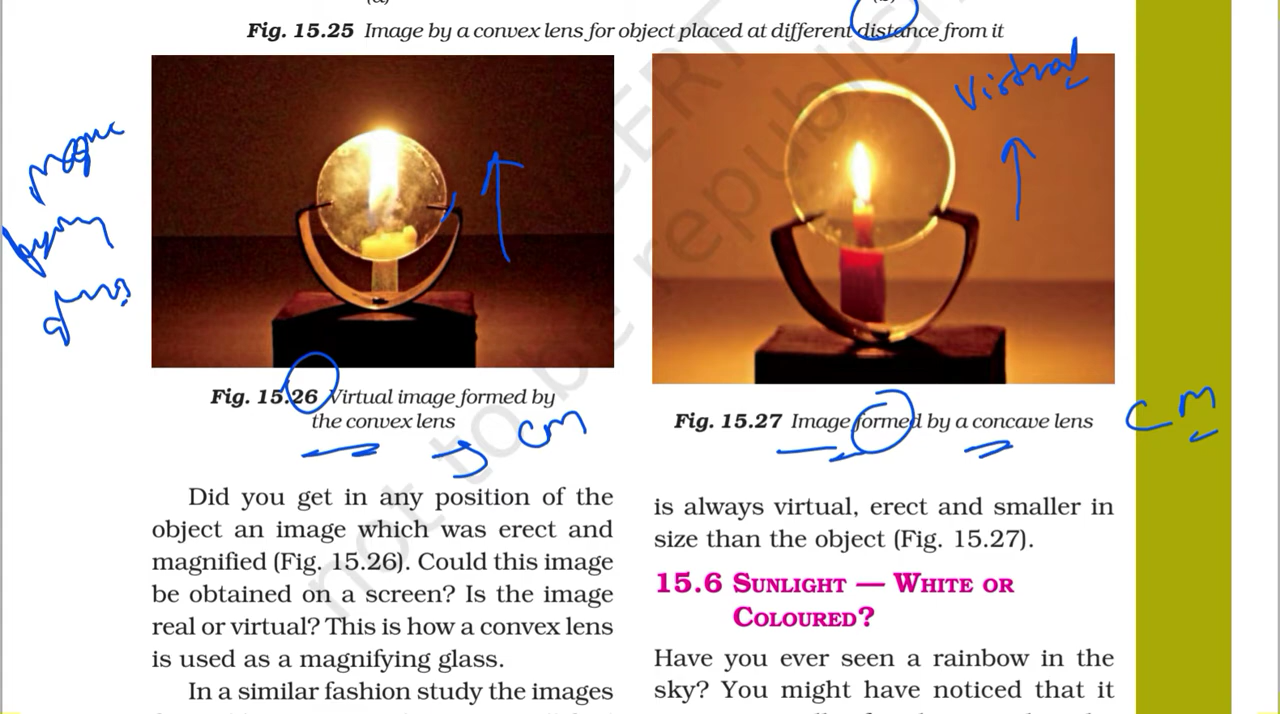 (a)
Fig. 15.25 Image by a convex lens for object placed at different distance from it
Virtual
Fig. 15.26 Virtual image formed by
the convex lens
CM
Fig. 15.27 Image formed by a concave lens
CM
Did you get in any position of the
object an image which was erect and
magnified (Fig. 15.26). Could this image
be obtained on a screen? Is the image
real or virtual? This is how a convex lens
is used as a magnifying glass.
In a similar fashion study the images
is always virtual, erect and smaller in
size than the object (Fig. 15.27).
15.6 SUNLIGHT — WHITE OR
COLOURED?
Have you ever seen a rainbow in the
sky? You might have noticed that it
not to be republished